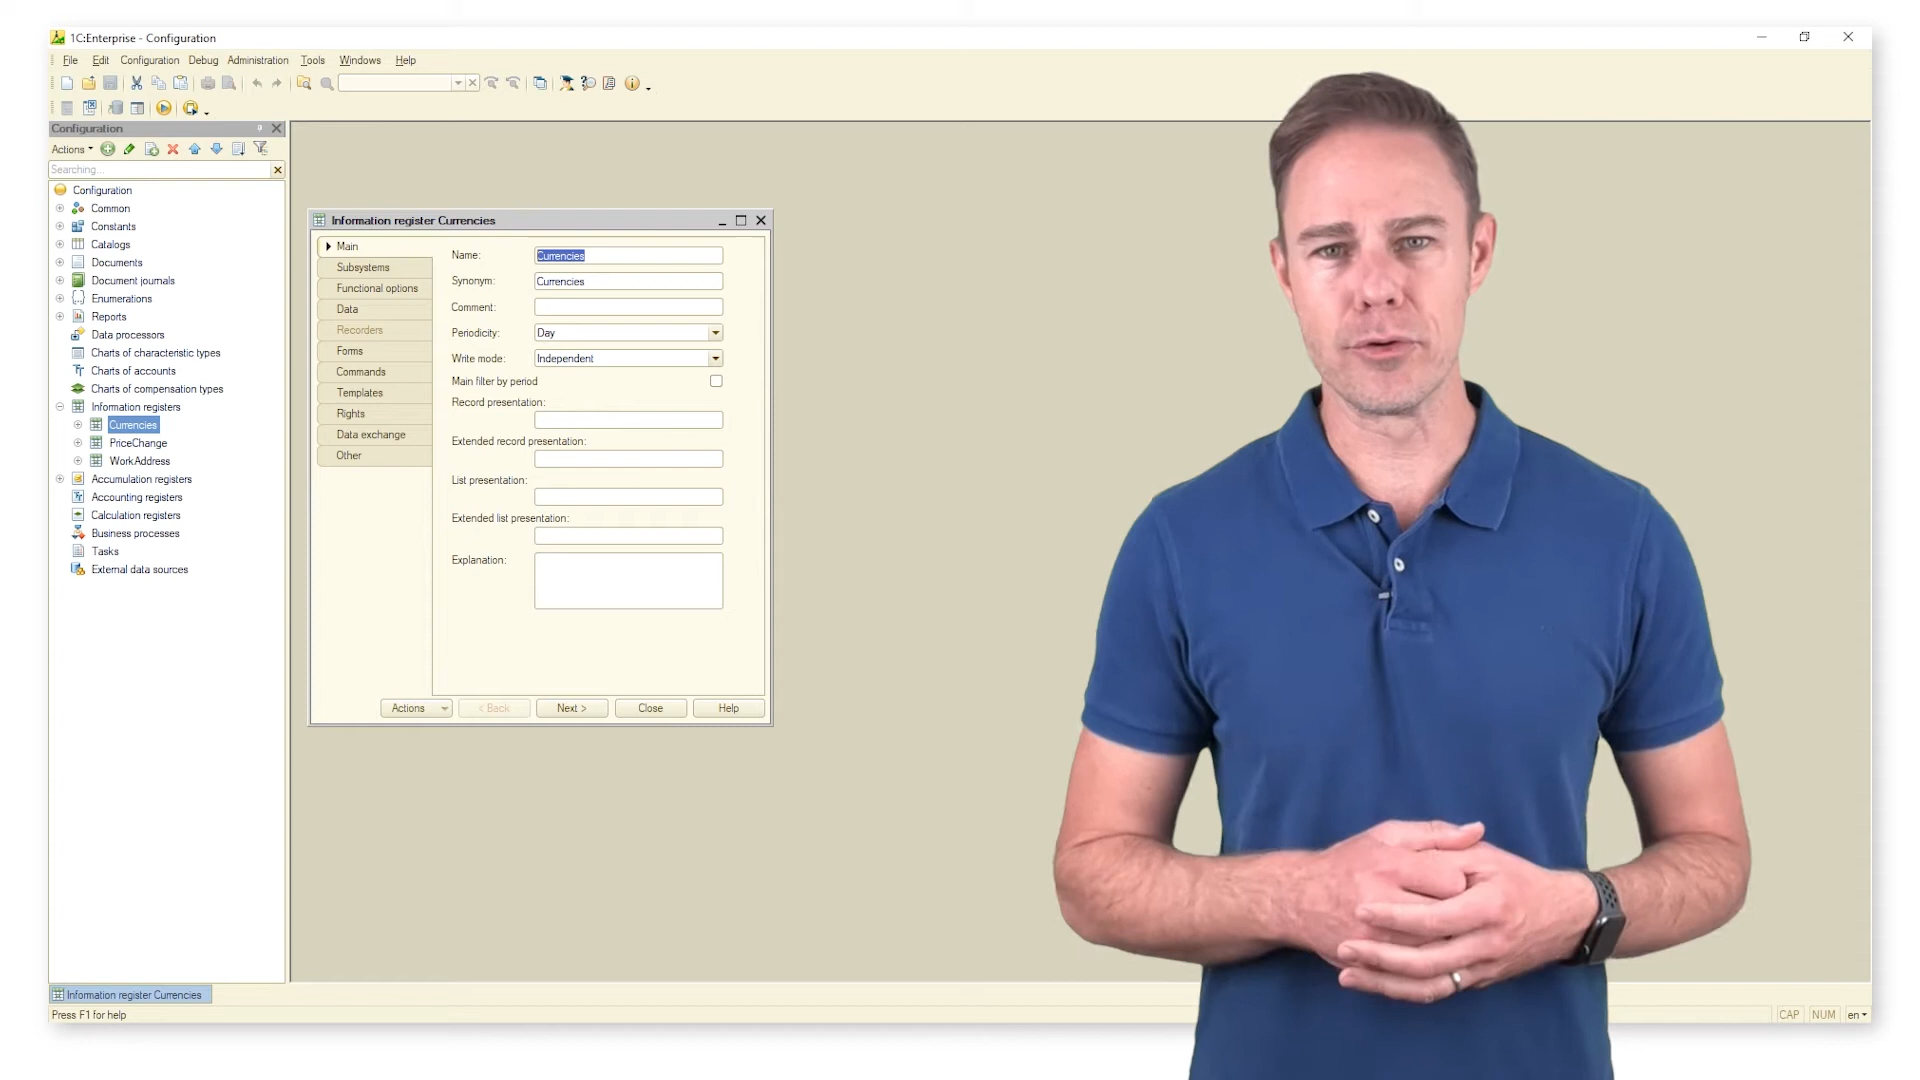 1C:Enterprise - Configuration
File Edit Configuration Debug Administration Tools Windows Help
Configuration
Actions
Searching...
Configuration
Common
Constants
Catalogs
Documents
Document journals
Enumerations
Reports
Data processors
Charts of characteristic types
Charts of accounts
Charts of compensation types
Information registers
Currencies
PriceChange
WorkAddress
Accumulation registers
Accounting registers
Calculation registers
Business processes
Tasks
External data sources
Information register Currencies
Main
Subsystems
Functional options
Data
Recorders
Forms
Commands
Templates
Rights
Data exchange
Other
Name: Currencies
Synonym: Currencies
Comment:
Periodicity: Day
Write mode: Independent
Main filter by period
Record presentation:
Extended record presentation:
List presentation:
Extended list presentation:
Explanation:
Actions < Back Next > Close Help
Information register Currencies
Press F1 for help
CAP NUM en